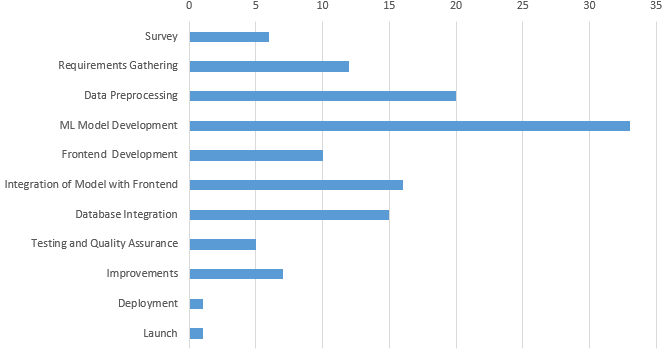 0 5 10 15 20 25 30 35
Survey
Requirements Gathering
Data Preprocessing
ML Model Development
Frontend Development
Integration of Model with Frontend
Database Integration
Testing and Quality Assurance
Improvements
Deployment
Launch